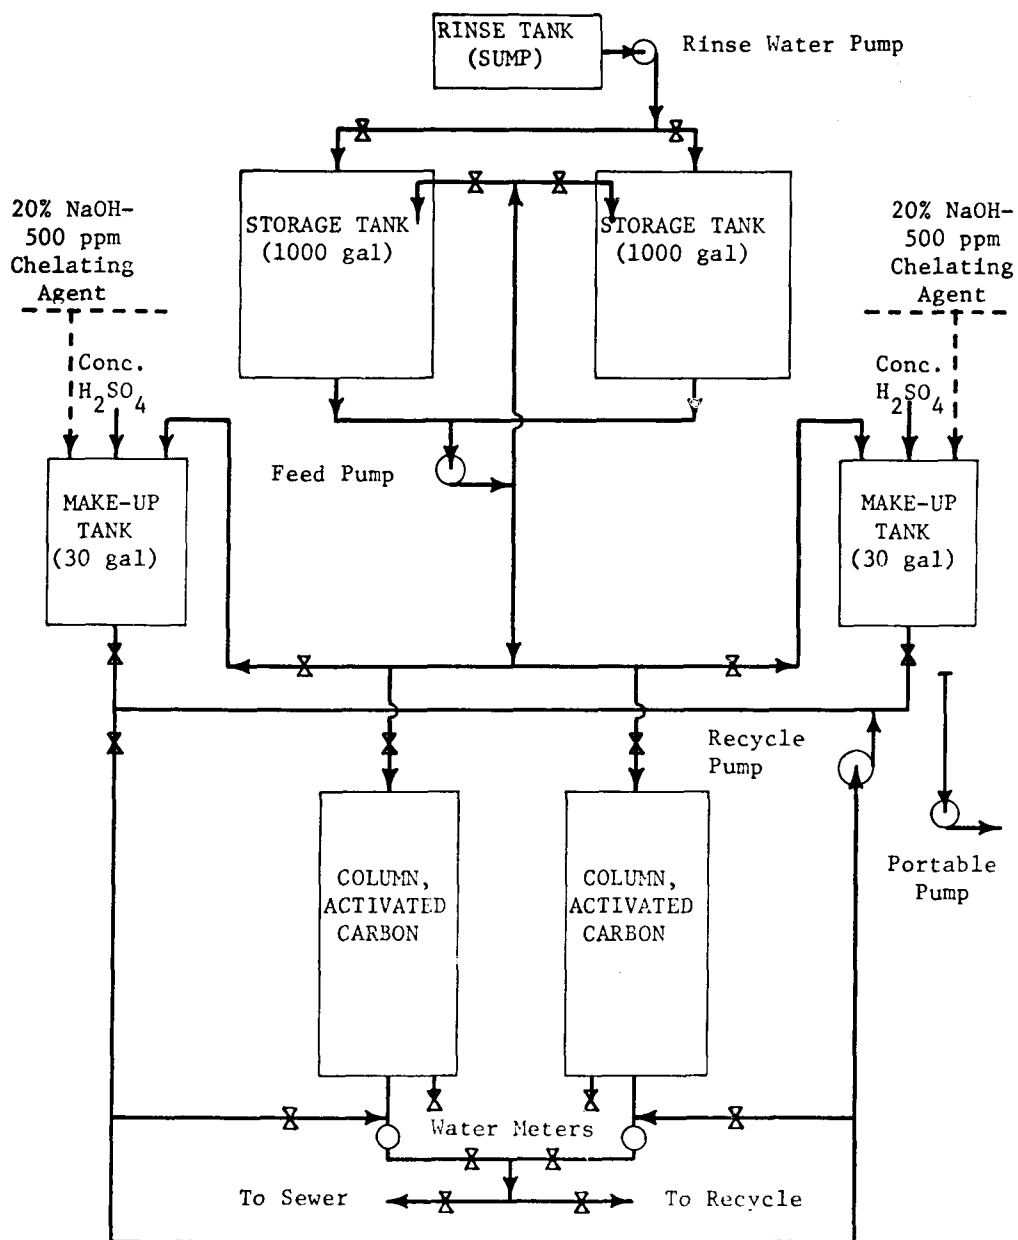 RINSE TANK
(SUMP)
Rinse Water Pump
STORAGE TANK
(1000 gal)
STORAGE TANK
(1000 gal)
20% NaOH-
500 ppm
Chelating
Agent
20% NaOH-
500 ppm
Chelating
Agent
Conc.
H2SO4
Conc.
H2SO4
Feed Pump
MAKE-UP
TANK
(30 gal)
MAKE-UP
TANK
(30 gal)
Recycle
Pump
Portable
Pump
COLUMN,
ACTIVATED
CARBON
COLUMN,
ACTIVATED
CARBON
Water Meters
To Sewer
To Recycle